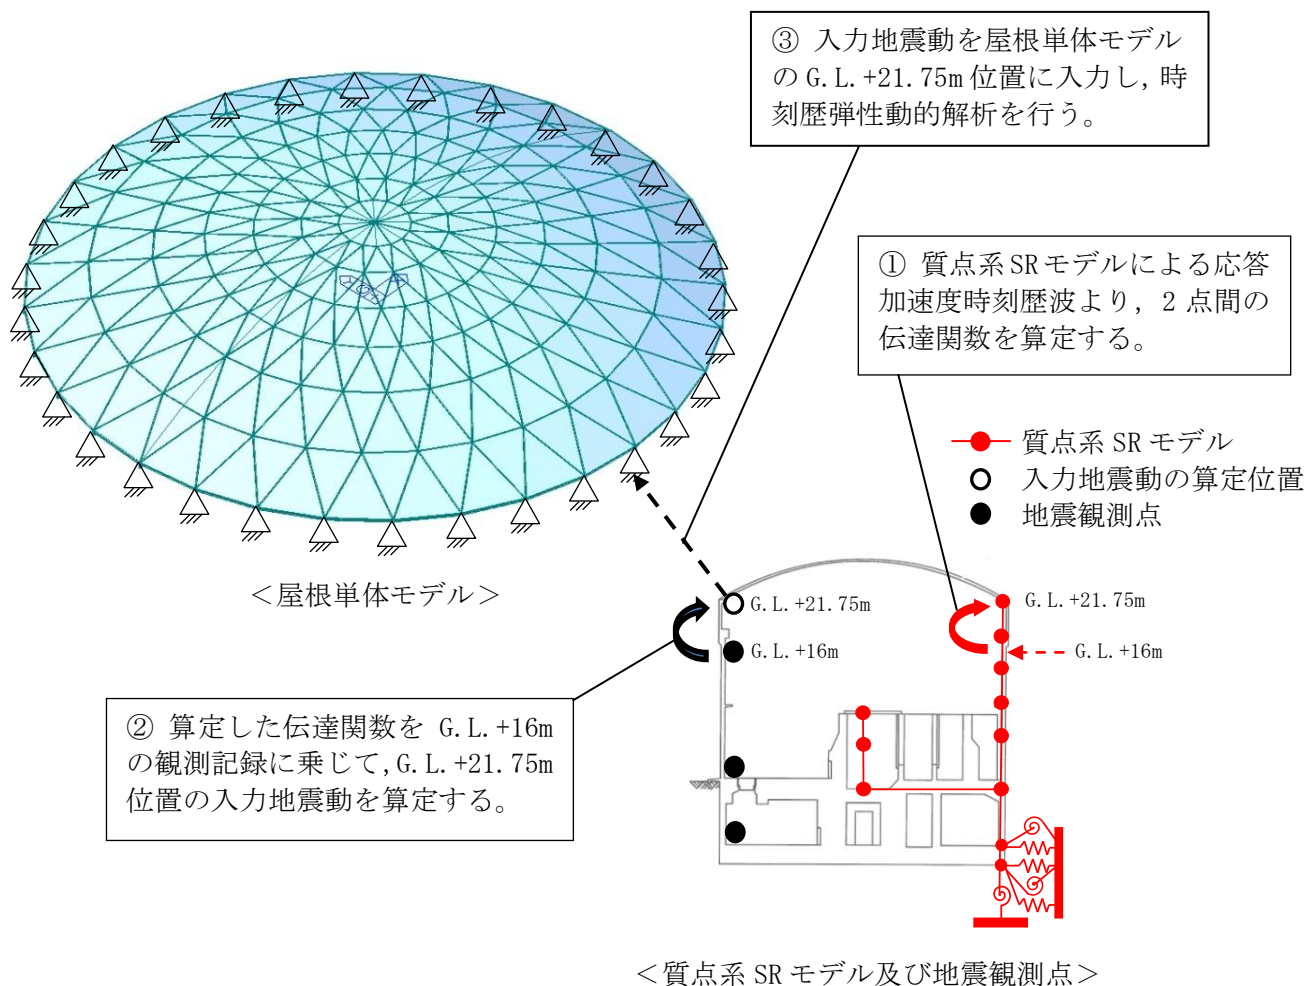 ③ 入力地震動を屋根単体モデル
の G.L.+21.75m 位置に入力し，時
刻歴弾性動的解析を行う。
① 質点系 SR モデルによる応答
加速度時刻歴波より，2 点間の
伝達関数を算定する。
質点系 SR モデル
入力地震動の算定位置
地震観測点
＜屋根単体モデル＞
G.L.+21.75m
G.L.+16m
G.L.+21.75m
G.L.+16m
② 算定した伝達関数を G.L.+16m
の観測記録に乗じて，G.L.+21.75m
位置の入力地震動を算定する。
＜質点系 SR モデル及び地震観測点＞